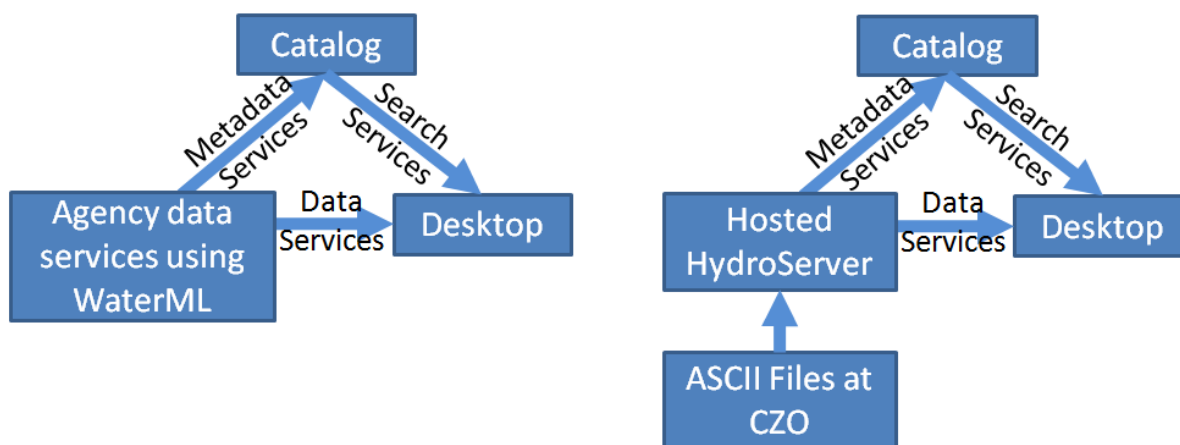 Catalog
Metadata
Services
Search
Services
Agency data
services using
WaterML
Data
Services
Desktop
Catalog
Metadata
Services
Search
Services
Hosted
HydroServer
Data
Services
Desktop
ASCII Files at
CZO